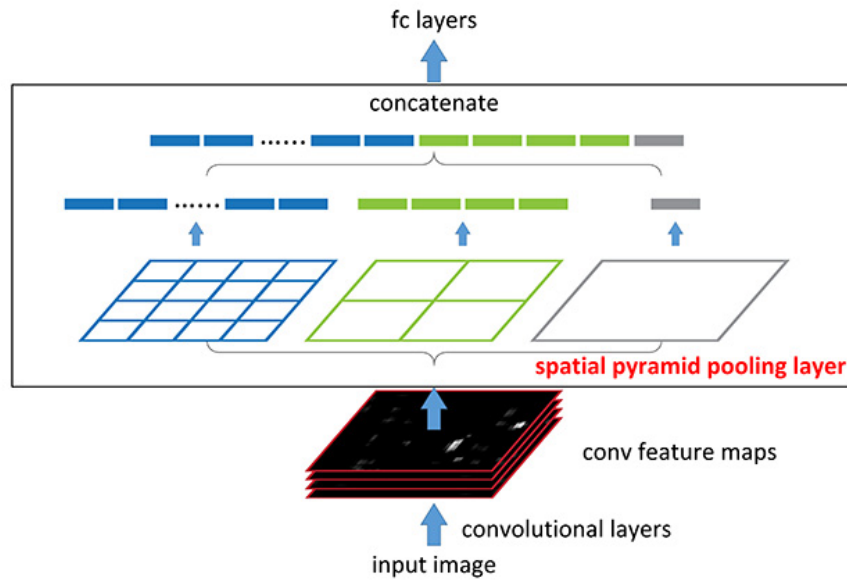 fc layers
concatenate
......
......
spatial pyramid pooling layer
conv feature maps
convolutional layers
input image